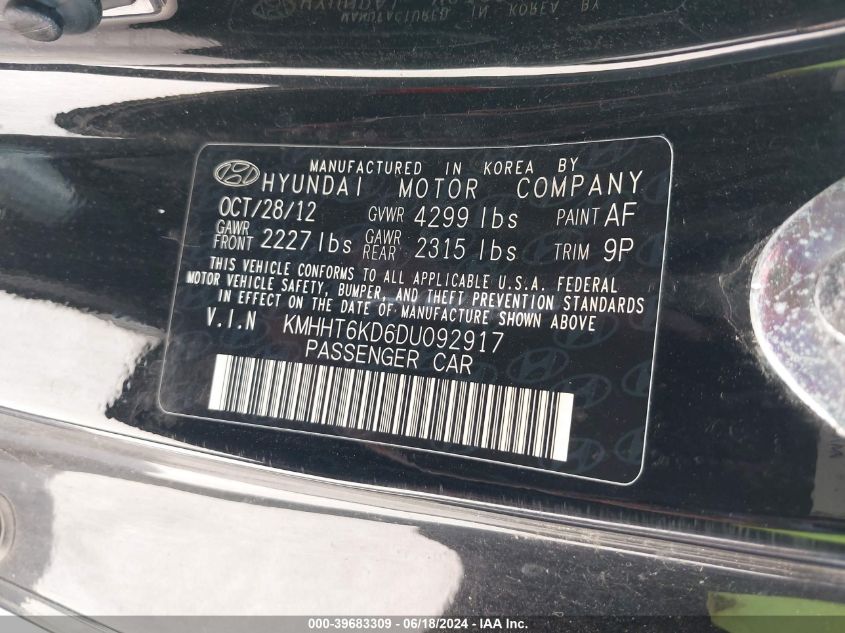 MANUFACTURED IN KOREA BY
HYUNDAI MOTOR COMPANY
OCT/28/12 GVWR 4299 lbs PAINT AF
GAWR FRONT 2227 lbs GAWR REAR 2315 lbs TRIM 9P
THIS VEHICLE CONFORMS TO ALL APPLICABLE U.S.A. FEDERAL
MOTOR VEHICLE SAFETY, BUMPER, AND THEFT PREVENTION STANDARDS
IN EFFECT ON THE DATE OF MANUFACTURE SHOWN ABOVE
V.I.N KMHHT6KD6DU092917
PASSENGER CAR
000-39683309 - 06/18/2024 - © IAA Holdings, LLC